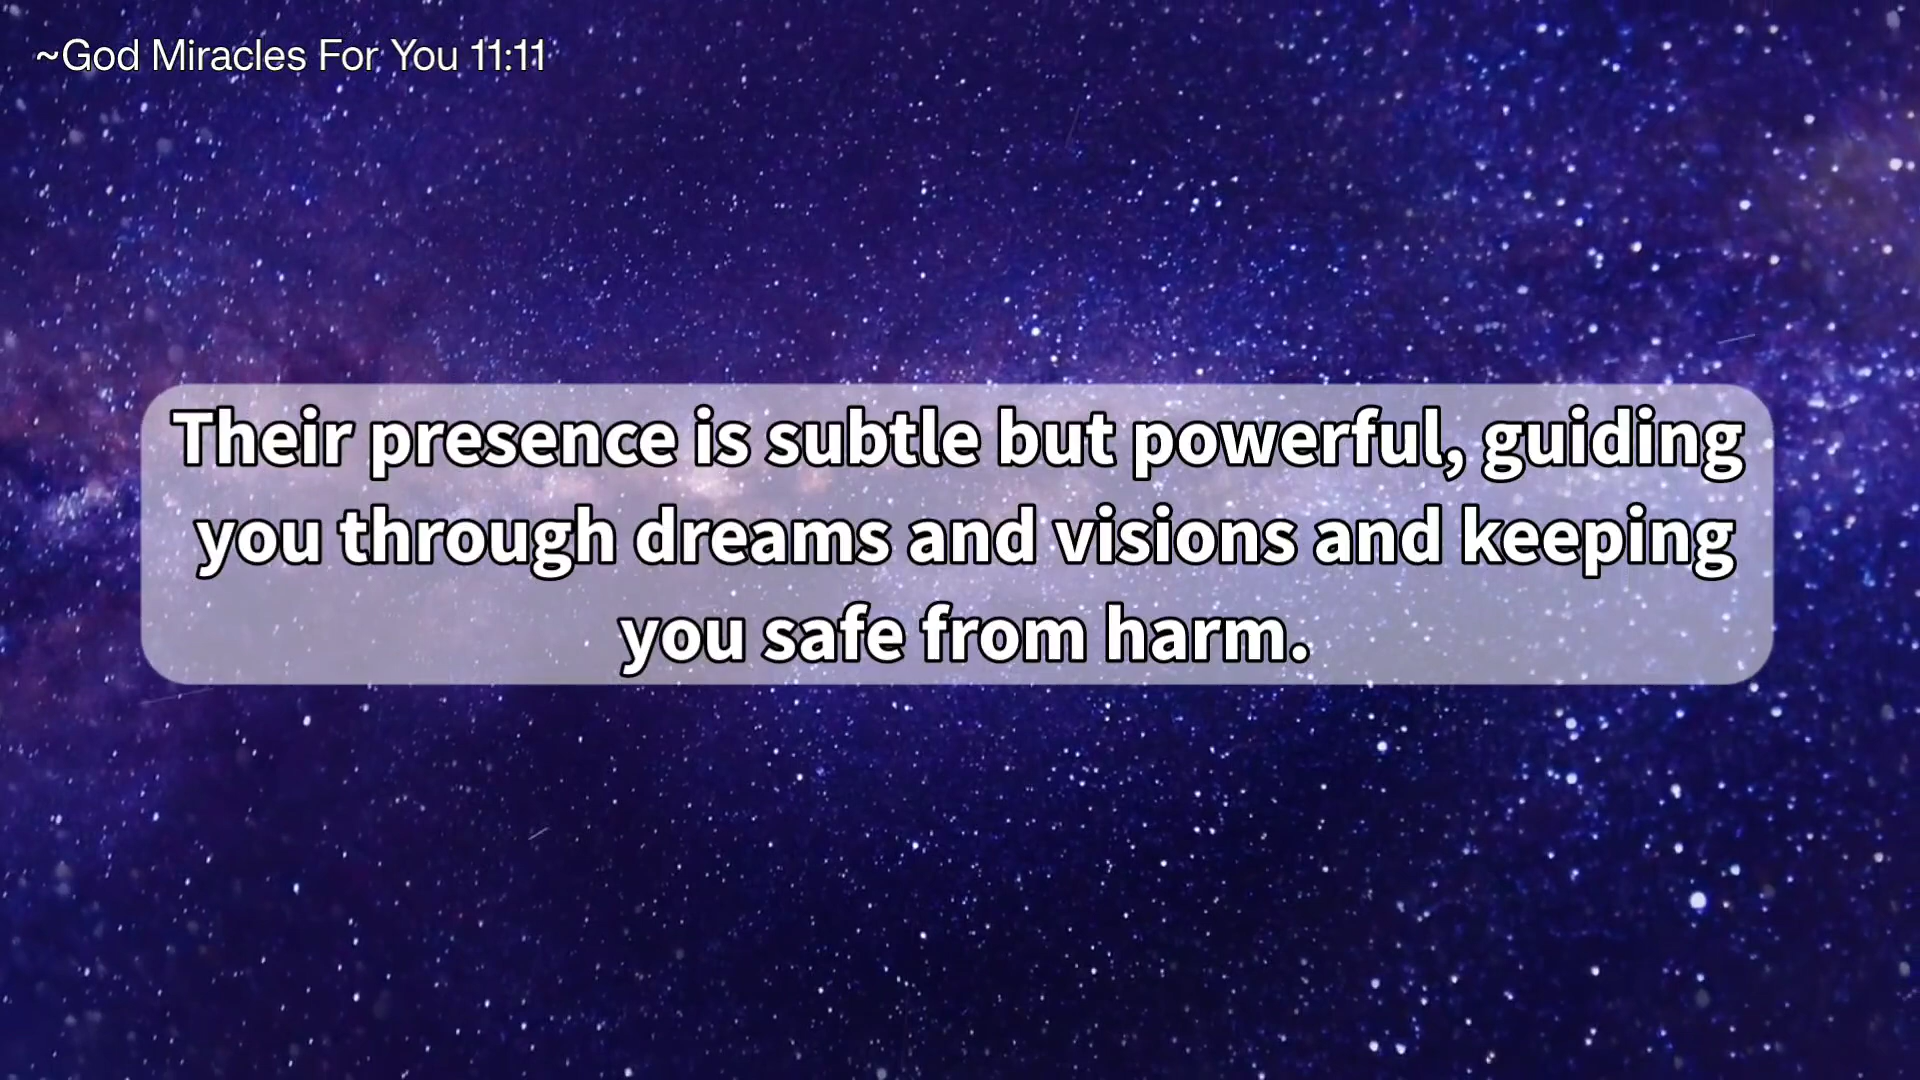 ~God Miracles For You 11:11
Their presence is subtle but powerful, guiding
you through dreams and visions and keeping
you safe from harm.